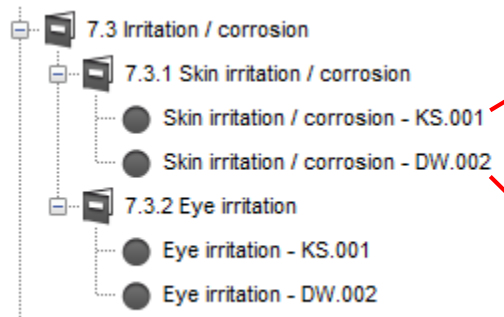 7.3 Irritation / corrosion
7.3.1 Skin irritation / corrosion
Skin irritation / corrosion - KS.001
Skin irritation / corrosion - DW.002
7.3.2 Eye irritation
Eye irritation - KS.001
Eye irritation - DW.002